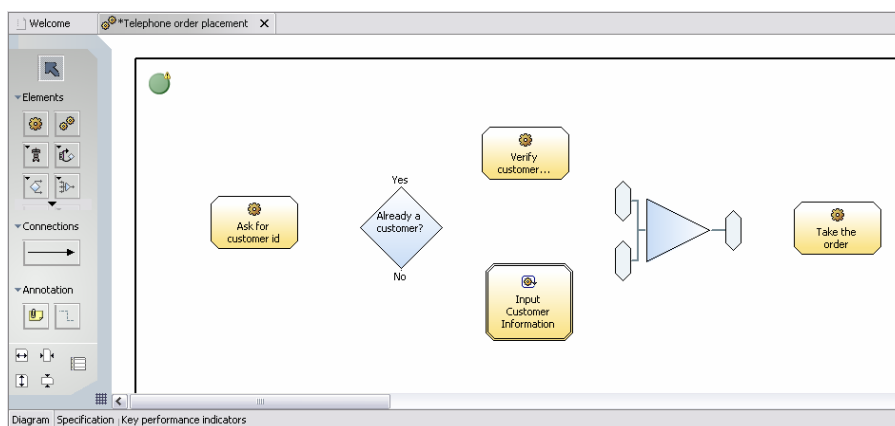 Welcome
*Telephone order placement
Elements
Connections
Annotation
Ask for
customer id
Yes
Already a
customer?
No
Verify
customer...
Input
Customer
Information
Take the
order
Diagram Specification Key performance indicators